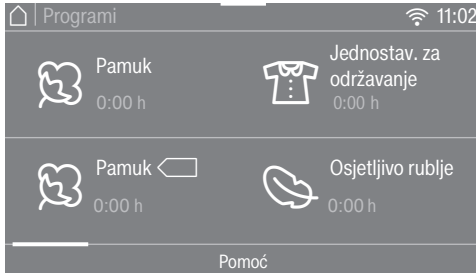 Programi 11:02
Pamuk
0:00 h
Jednostav. za
održavanje
0:00 h
Pamuk
0:00 h
Osjetljivo rublje
0:00 h
Pomoć